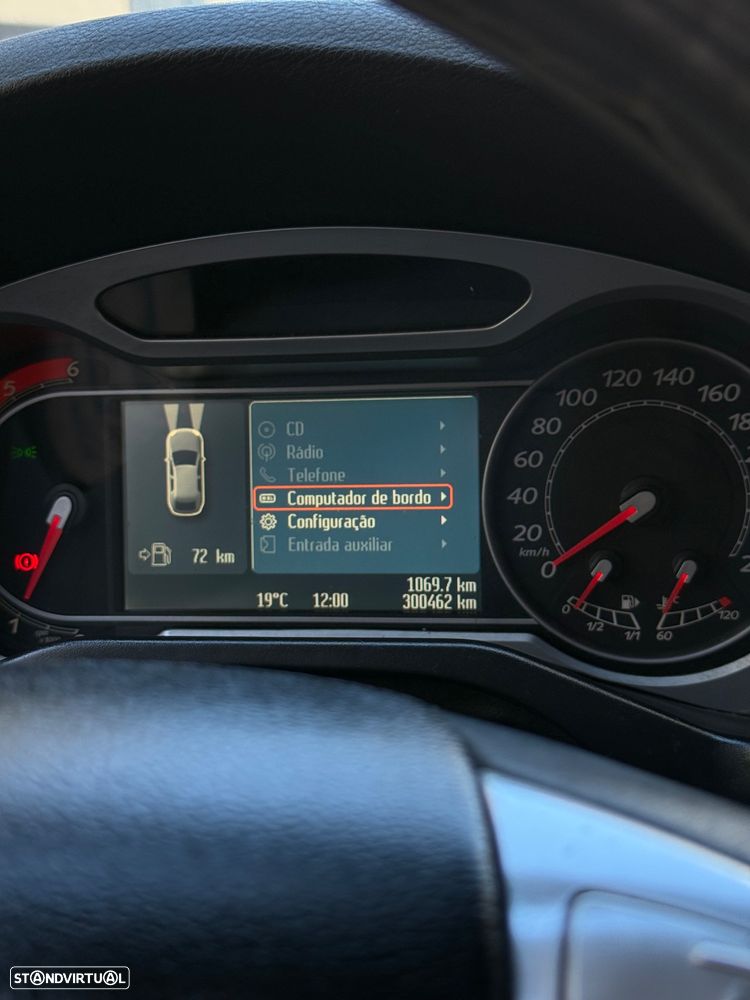 CD
Rádio
Telefone
Computador de bordo
Configuração
Entrada auxiliar
72 km
1069.7 km
19°C 12:00 300462 km
5 6
1
0 20 40 60 80 100 120 140 160
km/h
0 1/2 1/1
60 120
STANDVIRTUAL